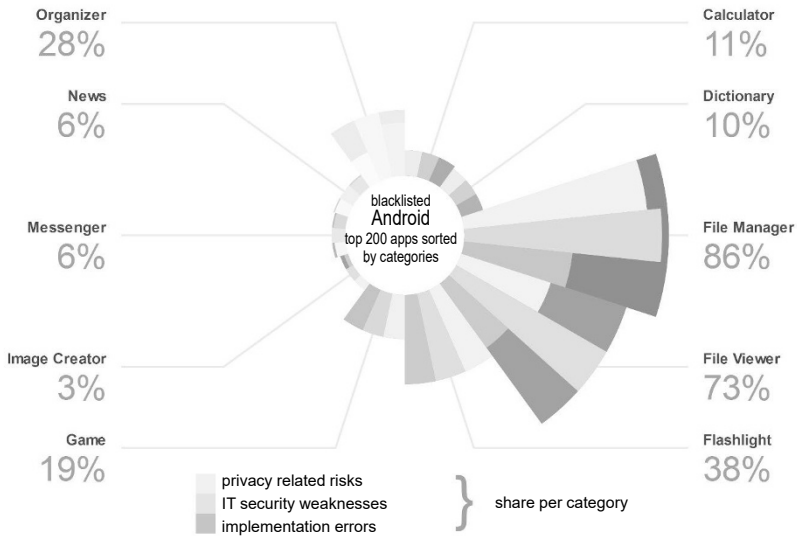 Organizer
28%
News
6%
Messenger
6%
Image Creator
3%
Game
19%
blacklisted
Android
top 200 apps sorted
by categories
Calculator
11%
Dictionary
10%
File Manager
86%
File Viewer
73%
Flashlight
38%
privacy related risks
IT security weaknesses
implementation errors
} share per category